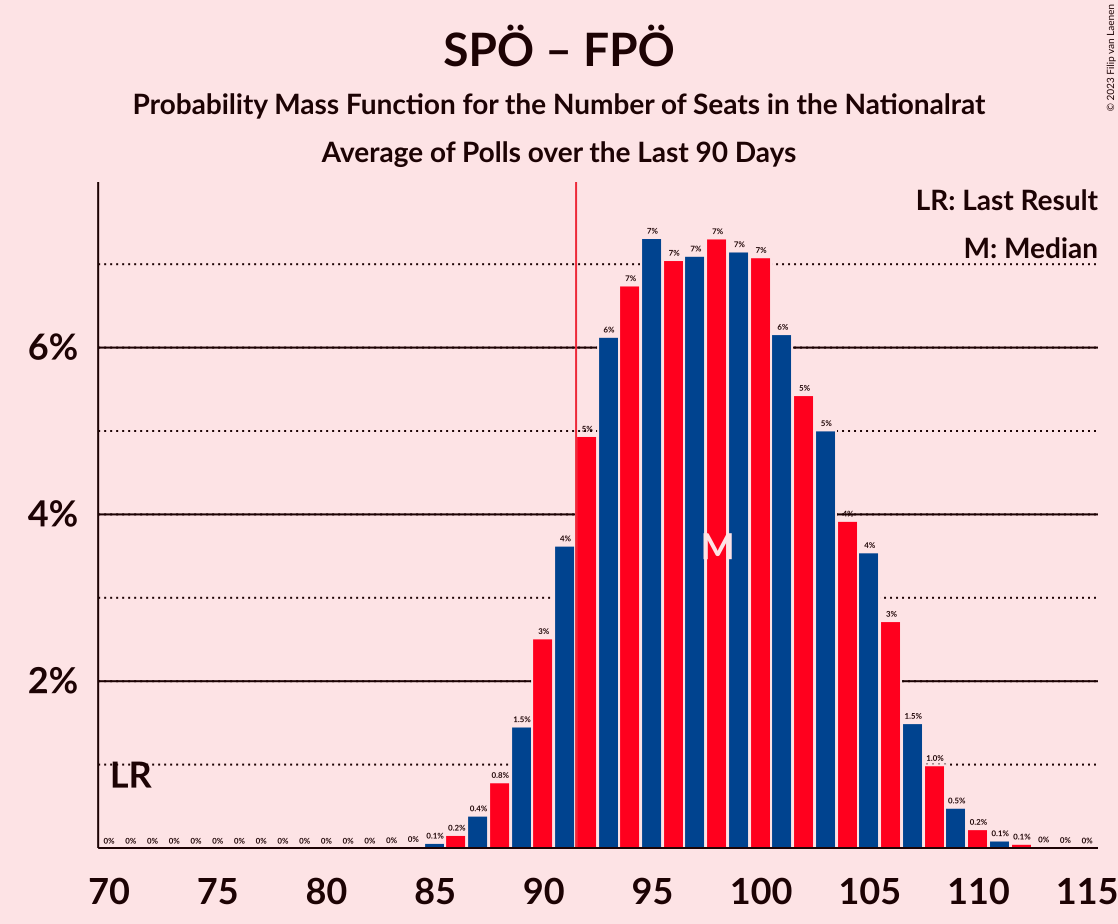 SPÖ – FPÖ
Probability Mass Function for the Number of Seats in the Nationalrat
Average of Polls over the Last 90 Days
© 2023 Filip van Laenen
LR: Last Result
M: Median
6%
4%
2%
0% 0% 0% 0% 0% 0% 0% 0% 0% 0% 0% 0% 0% 0% 0% 0.1% 0.2% 0.4% 0.8% 1.5% 3% 4% 5% 6% 7% 7% 7% 7% 7% 7% 7% 6% 5% 5% 4% 4% 3% 1.5% 1.0% 0.5% 0.2% 0.1% 0.1% 0% 0% 0%
M
LR
70 75 80 85 90 95 100 105 110 115